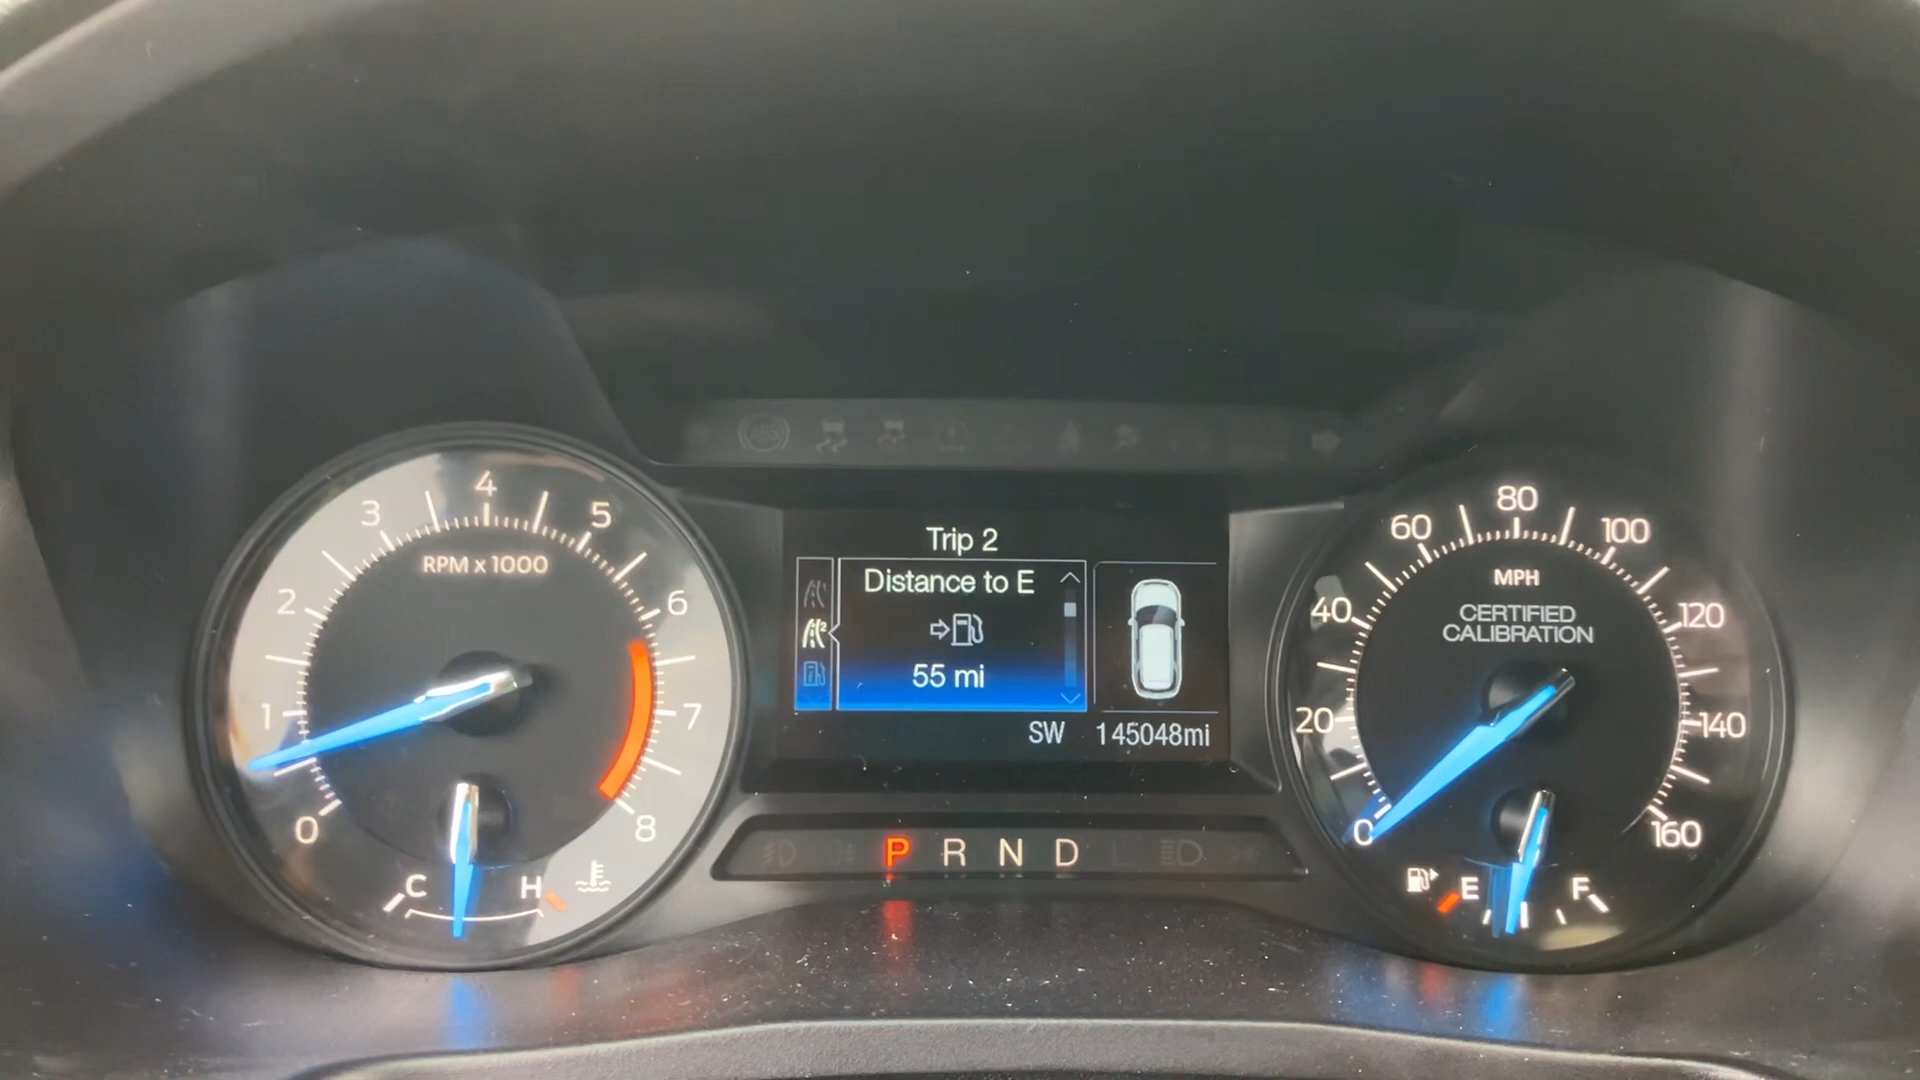 0
1
2
3
4
5
6
7
8
RPM x 1000
C
H
Trip 2
Distance to E
55 mi
SW 145048mi
P R N D L
0
20
40
60
80
100
120
140
160
MPH
CERTIFIED
CALIBRATION
E
F